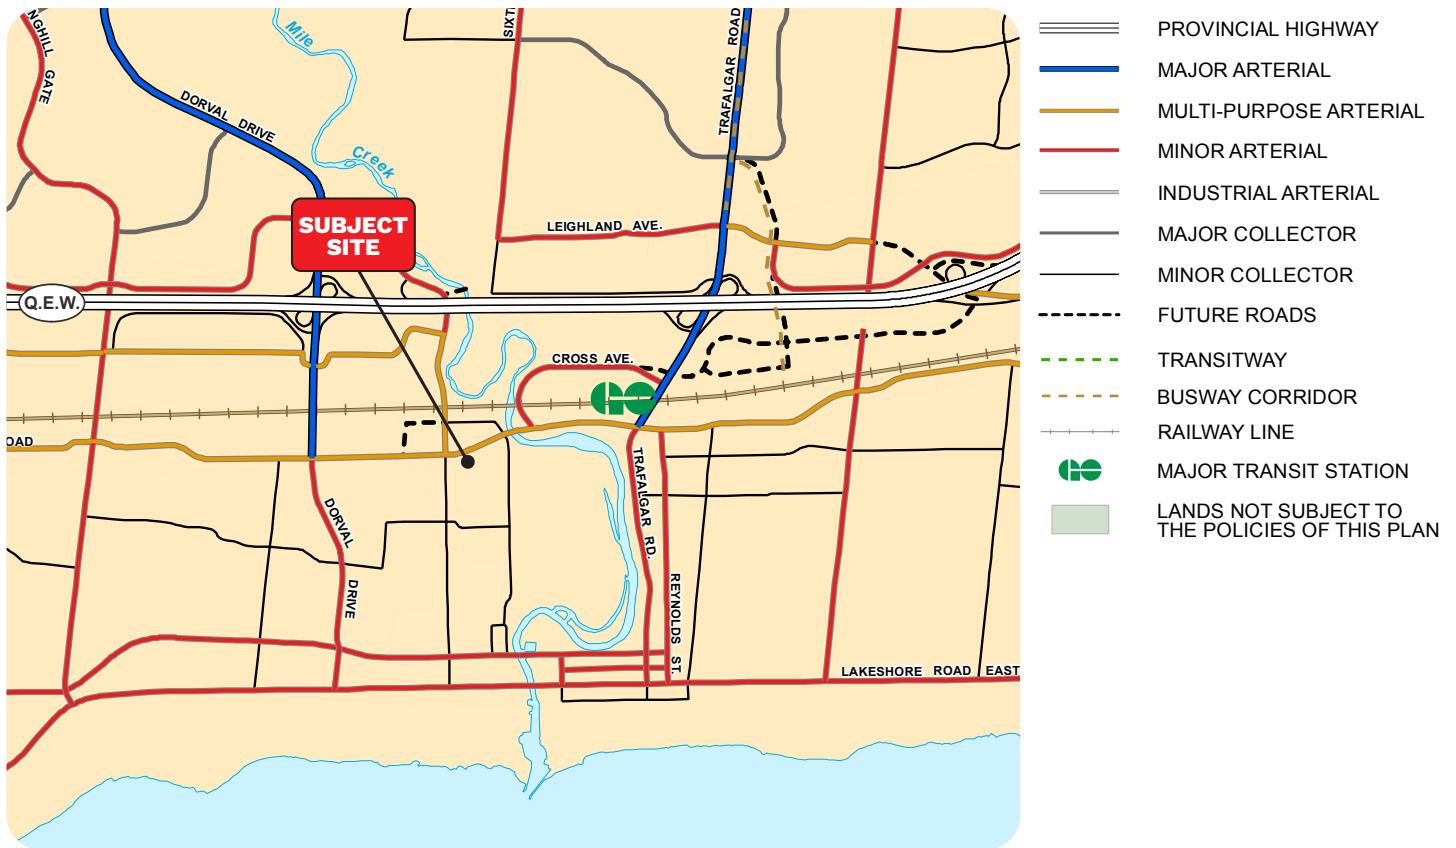 NGHILL GATE
DORVAL DRIVE
Mile
Creek
SIXT
TRAFALGAR ROAD
LEIGHLAND AVE.
SUBJECT
SITE
Q.E.W.
CROSS AVE.
GO
OAD
DORVAL
DRIVE
TRAFALGAR RD.
REYNOLDS ST.
LAKESHORE ROAD EAST
PROVINCIAL HIGHWAY
MAJOR ARTERIAL
MULTI-PURPOSE ARTERIAL
MINOR ARTERIAL
INDUSTRIAL ARTERIAL
MAJOR COLLECTOR
MINOR COLLECTOR
FUTURE ROADS
TRANSITWAY
BUSWAY CORRIDOR
RAILWAY LINE
GO
MAJOR TRANSIT STATION
LANDS NOT SUBJECT TO
THE POLICIES OF THIS PLAN